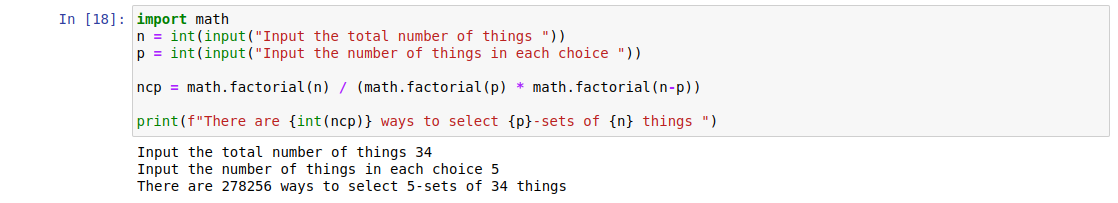 In [18]: import math
n = int(input("Input the total number of things "))
p = int(input("Input the number of things in each choice "))
ncp = math.factorial(n) / (math.factorial(p) * math.factorial(n-p))
print(f"There are {int(ncp)} ways to select {p}-sets of {n} things ")
Input the total number of things 34
Input the number of things in each choice 5
There are 278256 ways to select 5-sets of 34 things